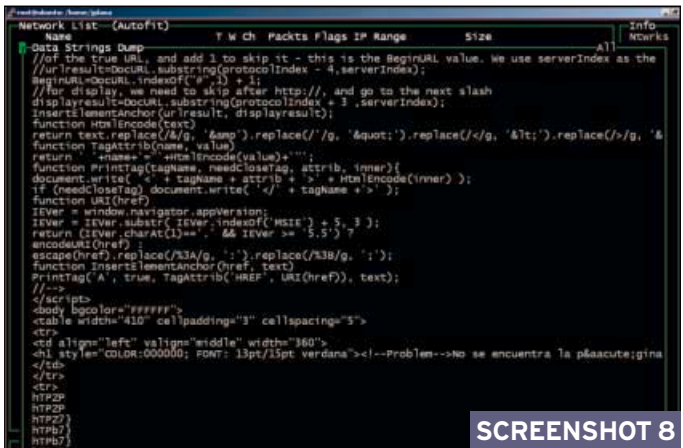 root@ubuntu: /home/gdana
Network List—(Autofit) Info
Name T W Ch Packts Flags IP Range Size Ntwrks
Data Strings Dump All
//of the true URL, and add 1 to skip it - this is the BeginURL value. We use serverIndex as the
//urlresult=DocURL.substring(protocolIndex - 4,serverIndex);
BeginURL=DocURL.indexOf("#",1) + 1;
//for display, we need to skip after http://, and go to the next slash
displayresult=DocURL.substring(protocolIndex + 3 ,serverIndex);
InsertElementAnchor(urlresult, displayresult);
function HtmlEncode(text)
return text.replace(/&/g, '&amp').replace(/'/g, '&quot;').replace(/</g, '&lt;').replace(/>/g, '&
function TagAttrib(name, value)
return ' '+name+'="'+HtmlEncode(value)+'"';
function PrintTag(tagName, needCloseTag, attrib, inner){
document.write( '<' + tagName + attrib + '>' + HtmlEncode(inner) );
if (needCloseTag) document.write( '</' + tagName +'>' );
function URI(href)
IEVer = window.navigator.appVersion;
IEVer = IEVer.substr( IEVer.indexOf('MSIE') + 5, 3 );
return (IEVer.charAt(1)=='.' && IEVer >= '5.5') ?
encodeURI(href) :
escape(href).replace(/%3A/g, ':').replace(/%3B/g, ';');
function InsertElementAnchor(href, text)
PrintTag('A', true, TagAttrib('HREF', URI(href)), text);
//-->
</script>
<body bgcolor="FFFFFF">
<table width="410" cellpadding="3" cellspacing="5">
<tr>
<td align="left" valign="middle" width="360">
<h1 style="COLOR:000000; FONT: 13pt/15pt verdana"><!--Problem-->No se encuentra la p&aacute;gina
</td>
</tr>
<tr>
hTPZP
hTPZP
hTPZ7}
hTPb7}
hTPb7}
SCREENSHOT 8